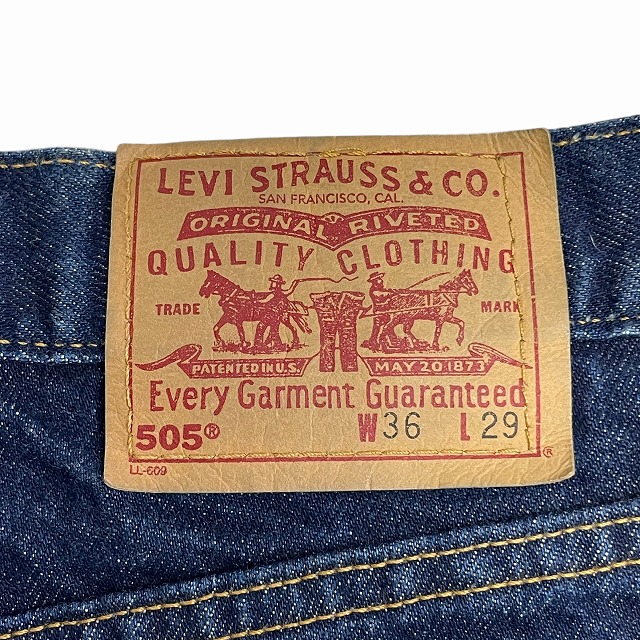 LEVI STRAUSS & CO.
SAN FRANCISCO, CAL.
ORIGINAL RIVETED
QUALITY CLOTHING
TRADE MARK
PATENTED IN U.S. MAY 20.1873
Every Garment Guaranteed
505® W36 L29
LL-609 ®